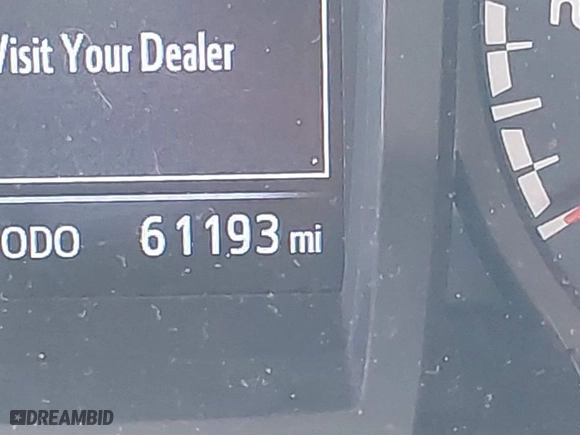 Visit Your Dealer
ODO 61193 mi
DREAMBID